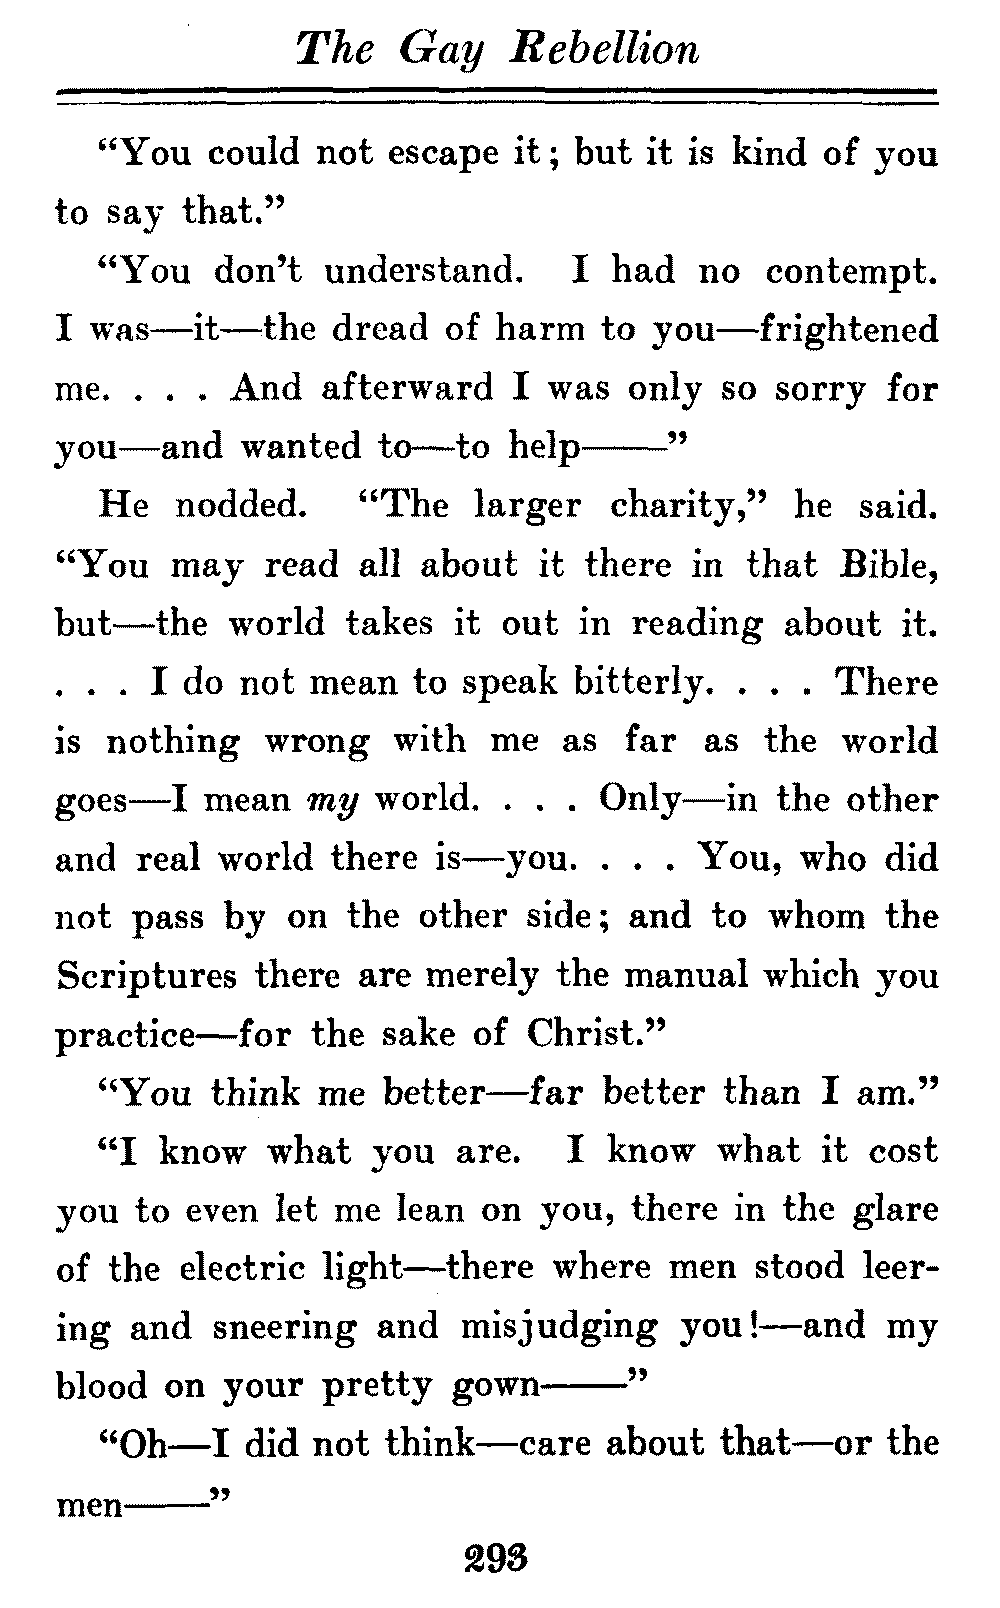 The Gay Rebellion
“You could not escape it; but it is kind of you
to say that.”
“You don’t understand. I had no contempt.
I was—it—the dread of harm to you—frightened
me. . . . And afterward I was only so sorry for
you—and wanted to—to help——”
He nodded. “The larger charity,” he said.
“You may read all about it there in that Bible,
but—the world takes it out in reading about it.
. . . I do not mean to speak bitterly. . . . There
is nothing wrong with me as far as the world
goes—I mean my world. . . . Only—in the other
and real world there is—you. . . . You, who did
not pass by on the other side; and to whom the
Scriptures there are merely the manual which you
practice—for the sake of Christ.”
“You think me better—far better than I am.”
“I know what you are. I know what it cost
you to even let me lean on you, there in the glare
of the electric light—there where men stood leer-
ing and sneering and misjudging you!—and my
blood on your pretty gown——”
“Oh—I did not think—care about that—or the
men——”
293